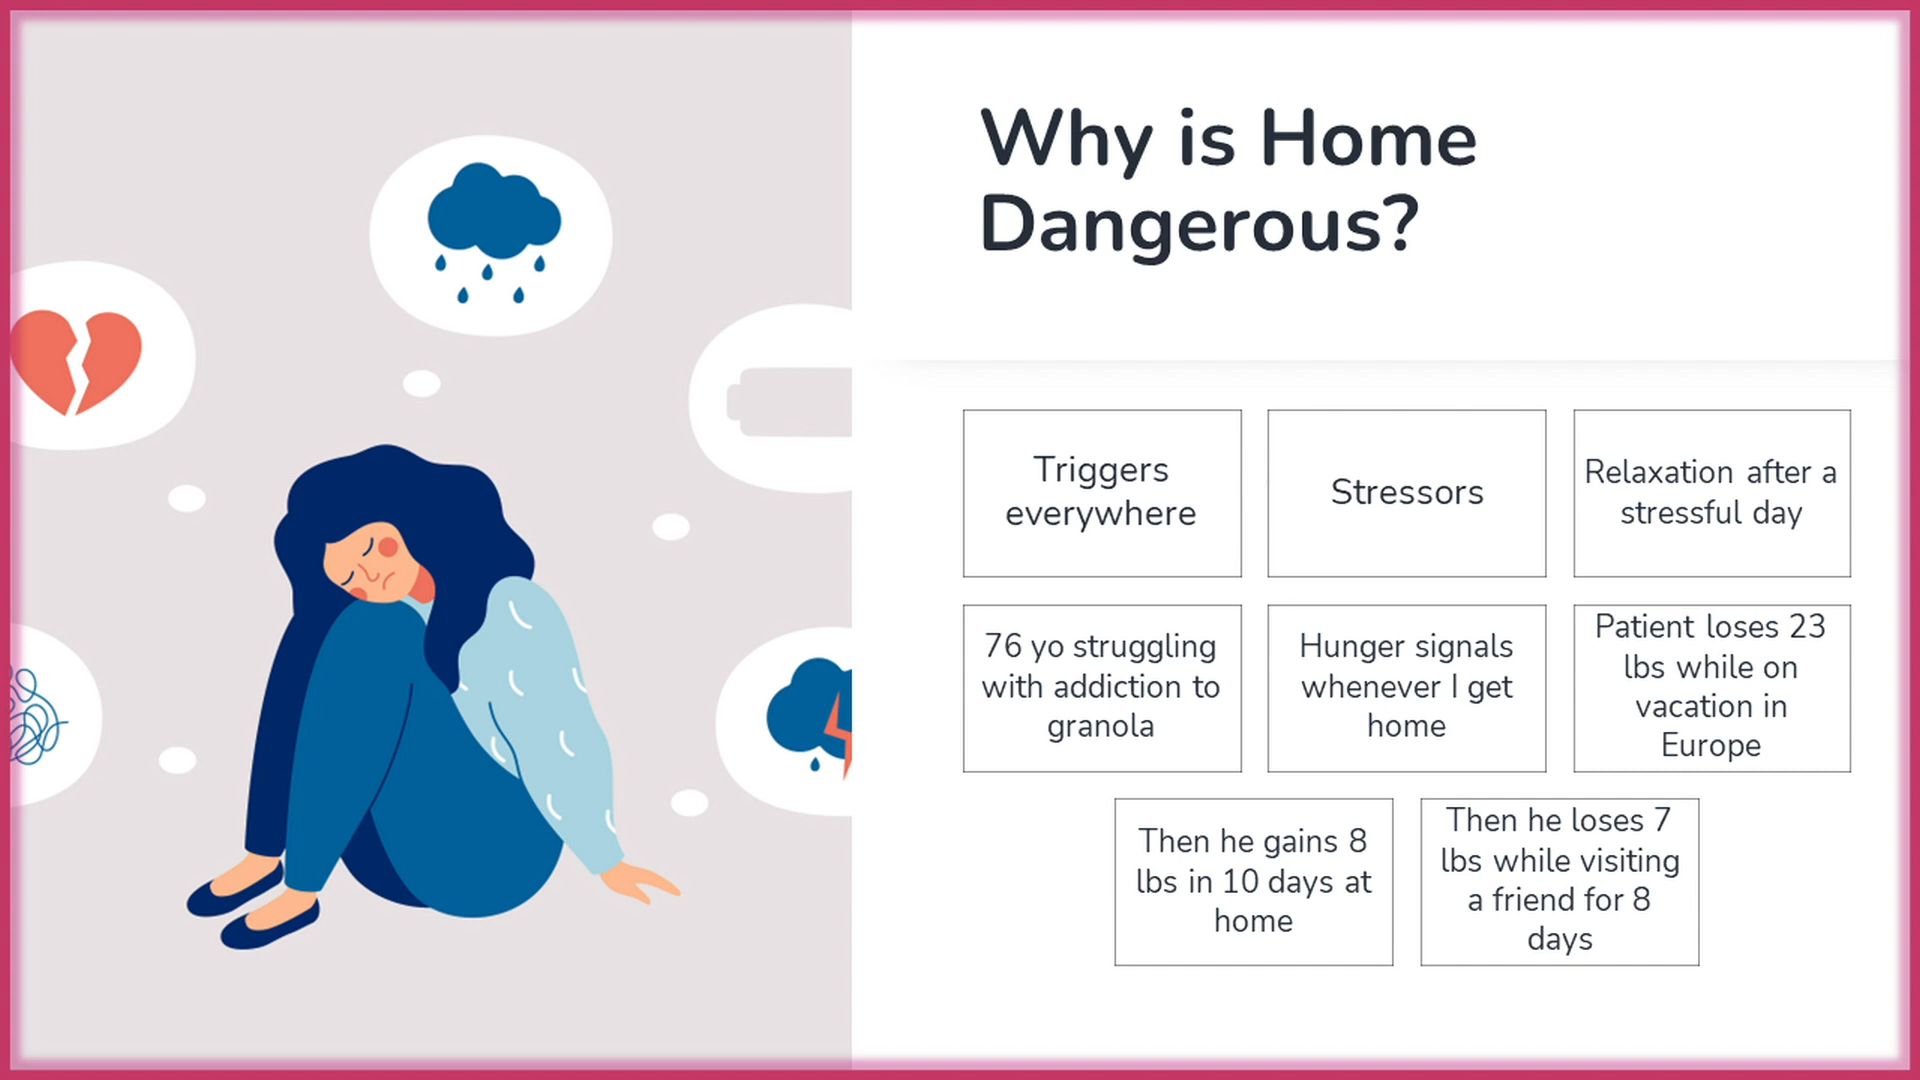 Why is Home
Dangerous?
Triggers
everywhere
Stressors
Relaxation after a
stressful day
76 yo struggling
with addiction to
granola
Hunger signals
whenever I get
home
Patient loses 23
lbs while on
vacation in
Europe
Then he gains 8
lbs in 10 days at
home
Then he loses 7
lbs while visiting
a friend for 8
days